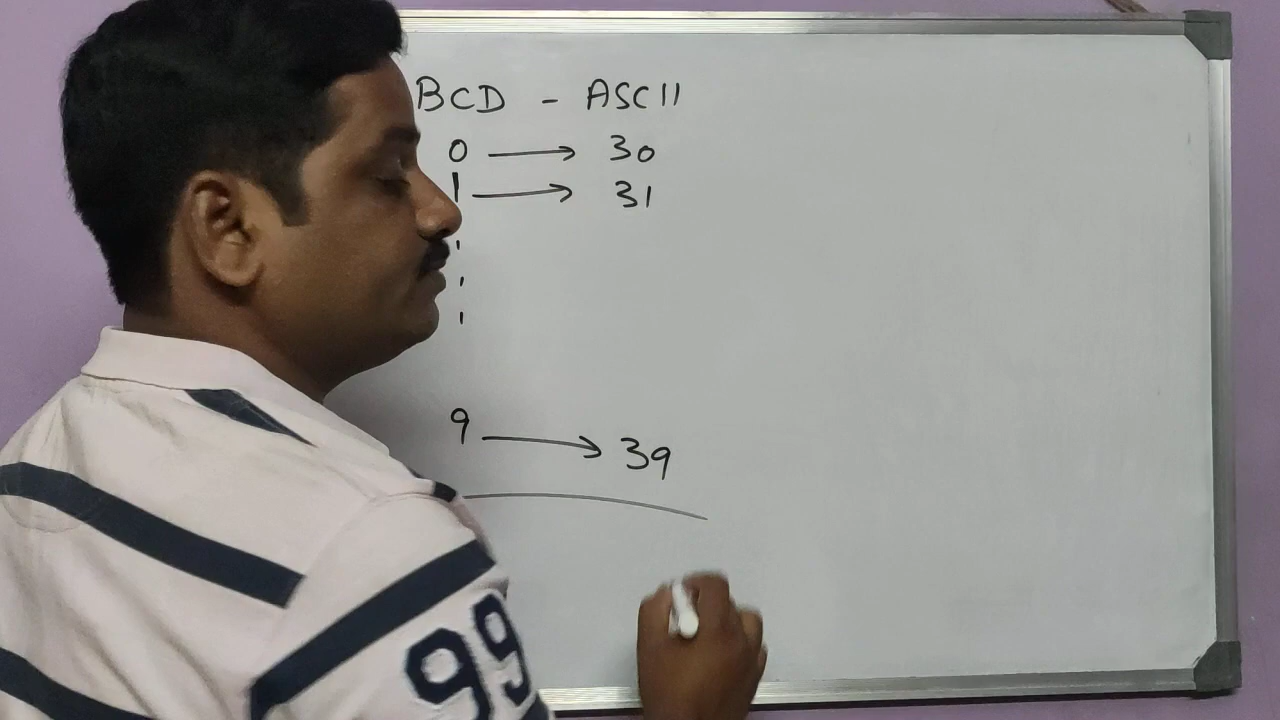 BCD - ASCII
0 → 30
1 → 31
9 → 39
99